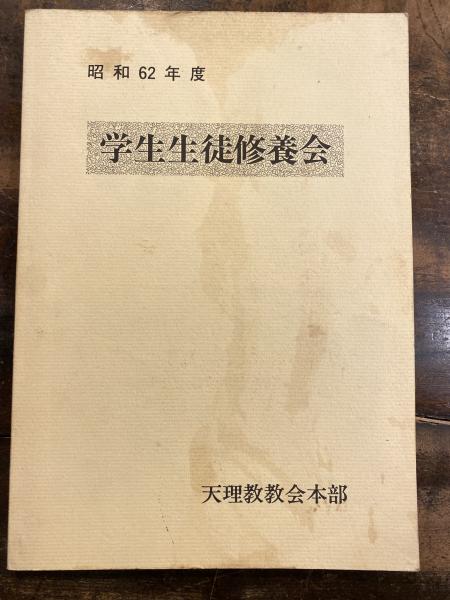 昭和62年度
学生生徒修養会
天理教教会本部